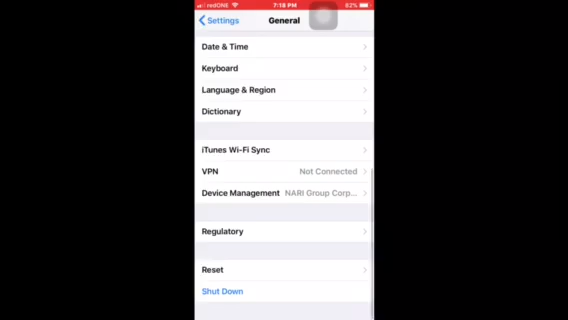 redONE 7:18 PM 82%
Settings General
Date & Time
Keyboard
Language & Region
Dictionary
iTunes Wi-Fi Sync
VPN Not Connected
Device Management NARI Group Corp...
Regulatory
Reset
Shut Down